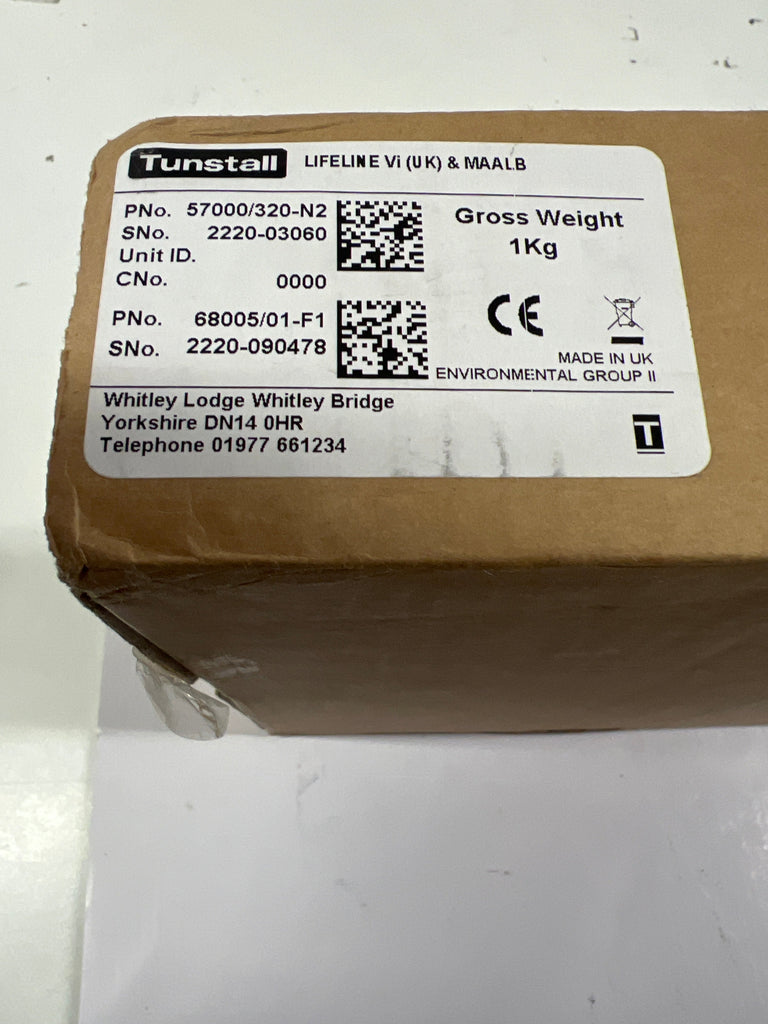 Tunstall LIFELINE Vi (UK) & MAALB
PNo. 57000/320-N2
SNo. 2220-03060
Unit ID.
CNo. 0000
PNo. 68005/01-F1
SNo. 2220-090478
Gross Weight
1Kg
CE
MADE IN UK
ENVIRONMENTAL GROUP II
Whitley Lodge Whitley Bridge
Yorkshire DN14 0HR
Telephone 01977 661234
T